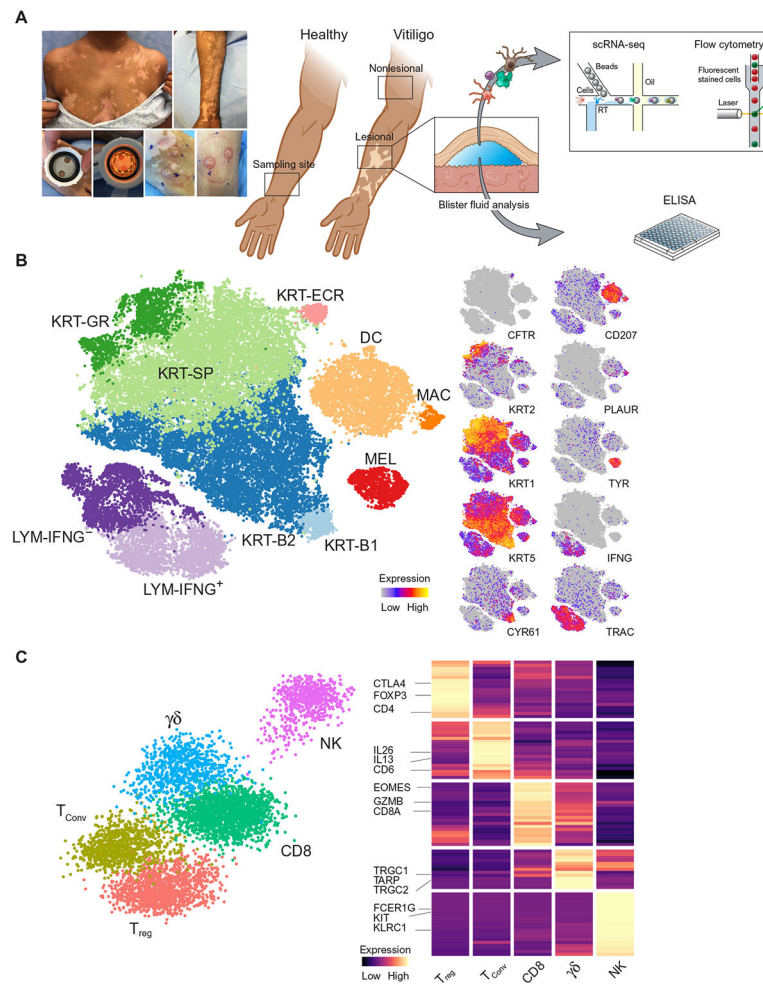 A
Healthy
Vitiligo
Nonlesional
Lesional
Sampling site
Blister fluid analysis
scRNA-seq
Flow cytometry
Beads
Oil
Cells
RT
Fluorescent
stained cells
Laser
ELISA
B
KRT-GR
KRT-ECR
KRT-SP
DC
MAC
MEL
LYM-IFNG⁻
KRT-B2
KRT-B1
LYM-IFNG⁺
CFTR
CD207
KRT2
PLAUR
KRT1
TYR
KRT5
IFNG
CYR61
TRAC
Expression
Low High
C
γδ
NK
TConv
CD8
Treg
CTLA4
FOXP3
CD4
IL26
IL13
CD6
EOMES
GZMB
CD8A
TRGC1
TARP
TRGC2
FCER1G
KIT
KLRC1
Expression
Low High
Treg
TConv
CD8
γδ
NK